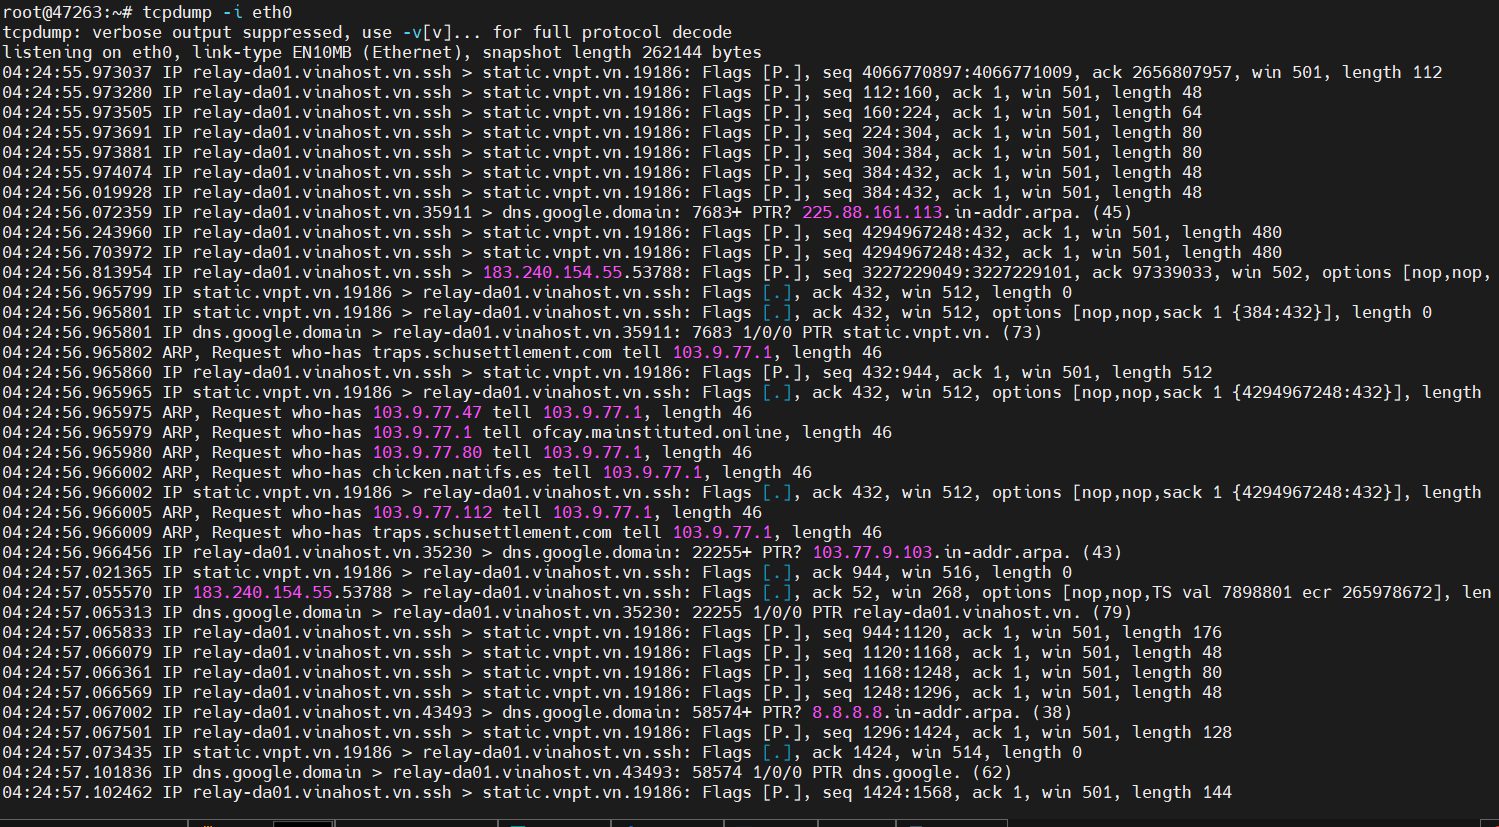 root@47263:~# tcpdump -i eth0
tcpdump: verbose output suppressed, use -v[v]... for full protocol decode
listening on eth0, link-type EN10MB (Ethernet), snapshot length 262144 bytes
04:24:55.973037 IP relay-da01.vinahost.vn.ssh > static.vnpt.vn.19186: Flags [P.], seq 4066770897:4066771009, ack 2656807957, win 501, length 112
04:24:55.973280 IP relay-da01.vinahost.vn.ssh > static.vnpt.vn.19186: Flags [P.], seq 112:160, ack 1, win 501, length 48
04:24:55.973505 IP relay-da01.vinahost.vn.ssh > static.vnpt.vn.19186: Flags [P.], seq 160:224, ack 1, win 501, length 64
04:24:55.973691 IP relay-da01.vinahost.vn.ssh > static.vnpt.vn.19186: Flags [P.], seq 224:304, ack 1, win 501, length 80
04:24:55.973881 IP relay-da01.vinahost.vn.ssh > static.vnpt.vn.19186: Flags [P.], seq 304:384, ack 1, win 501, length 80
04:24:55.974074 IP relay-da01.vinahost.vn.ssh > static.vnpt.vn.19186: Flags [P.], seq 384:432, ack 1, win 501, length 48
04:24:56.019928 IP relay-da01.vinahost.vn.ssh > static.vnpt.vn.19186: Flags [P.], seq 384:432, ack 1, win 501, length 48
04:24:56.072359 IP relay-da01.vinahost.vn.35911 > dns.google.domain: 7683+ PTR? 225.88.161.113.in-addr.arpa. (45)
04:24:56.243960 IP relay-da01.vinahost.vn.ssh > static.vnpt.vn.19186: Flags [P.], seq 4294967248:432, ack 1, win 501, length 480
04:24:56.703972 IP relay-da01.vinahost.vn.ssh > static.vnpt.vn.19186: Flags [P.], seq 4294967248:432, ack 1, win 501, length 480
04:24:56.813954 IP relay-da01.vinahost.vn.ssh > 183.240.154.55.53788: Flags [P.], seq 3227229049:3227229101, ack 97339033, win 502, options [nop,nop,
04:24:56.965799 IP static.vnpt.vn.19186 > relay-da01.vinahost.vn.ssh: Flags [.], ack 432, win 512, length 0
04:24:56.965801 IP static.vnpt.vn.19186 > relay-da01.vinahost.vn.ssh: Flags [.], ack 432, win 512, options [nop,nop,sack 1 {384:432}], length 0
04:24:56.965801 IP dns.google.domain > relay-da01.vinahost.vn.35911: 7683 1/0/0 PTR static.vnpt.vn. (73)
04:24:56.965802 ARP, Request who-has traps.schusettlement.com tell 103.9.77.1, length 46
04:24:56.965860 IP relay-da01.vinahost.vn.ssh > static.vnpt.vn.19186: Flags [P.], seq 432:944, ack 1, win 501, length 512
04:24:56.965965 IP static.vnpt.vn.19186 > relay-da01.vinahost.vn.ssh: Flags [.], ack 432, win 512, options [nop,nop,sack 1 {4294967248:432}], length
04:24:56.965975 ARP, Request who-has 103.9.77.47 tell 103.9.77.1, length 46
04:24:56.965979 ARP, Request who-has 103.9.77.1 tell ofcay.mainstituted.online, length 46
04:24:56.965980 ARP, Request who-has 103.9.77.80 tell 103.9.77.1, length 46
04:24:56.966002 ARP, Request who-has chicken.natifs.es tell 103.9.77.1, length 46
04:24:56.966002 IP static.vnpt.vn.19186 > relay-da01.vinahost.vn.ssh: Flags [.], ack 432, win 512, options [nop,nop,sack 1 {4294967248:432}], length
04:24:56.966005 ARP, Request who-has 103.9.77.112 tell 103.9.77.1, length 46
04:24:56.966009 ARP, Request who-has traps.schusettlement.com tell 103.9.77.1, length 46
04:24:56.966456 IP relay-da01.vinahost.vn.35230 > dns.google.domain: 22255+ PTR? 103.77.9.103.in-addr.arpa. (43)
04:24:57.021365 IP static.vnpt.vn.19186 > relay-da01.vinahost.vn.ssh: Flags [.], ack 944, win 516, length 0
04:24:57.055570 IP 183.240.154.55.53788 > relay-da01.vinahost.vn.ssh: Flags [.], ack 52, win 268, options [nop,nop,TS val 7898801 ecr 265978672], len
04:24:57.065313 IP dns.google.domain > relay-da01.vinahost.vn.35230: 22255 1/0/0 PTR relay-da01.vinahost.vn. (79)
04:24:57.065833 IP relay-da01.vinahost.vn.ssh > static.vnpt.vn.19186: Flags [P.], seq 944:1120, ack 1, win 501, length 176
04:24:57.066079 IP relay-da01.vinahost.vn.ssh > static.vnpt.vn.19186: Flags [P.], seq 1120:1168, ack 1, win 501, length 48
04:24:57.066361 IP relay-da01.vinahost.vn.ssh > static.vnpt.vn.19186: Flags [P.], seq 1168:1248, ack 1, win 501, length 80
04:24:57.066569 IP relay-da01.vinahost.vn.ssh > static.vnpt.vn.19186: Flags [P.], seq 1248:1296, ack 1, win 501, length 48
04:24:57.067002 IP relay-da01.vinahost.vn.43493 > dns.google.domain: 58574+ PTR? 8.8.8.8.in-addr.arpa. (38)
04:24:57.067501 IP relay-da01.vinahost.vn.ssh > static.vnpt.vn.19186: Flags [P.], seq 1296:1424, ack 1, win 501, length 128
04:24:57.073435 IP static.vnpt.vn.19186 > relay-da01.vinahost.vn.ssh: Flags [.], ack 1424, win 514, length 0
04:24:57.101836 IP dns.google.domain > relay-da01.vinahost.vn.43493: 58574 1/0/0 PTR dns.google. (62)
04:24:57.102462 IP relay-da01.vinahost.vn.ssh > static.vnpt.vn.19186: Flags [P.], seq 1424:1568, ack 1, win 501, length 144